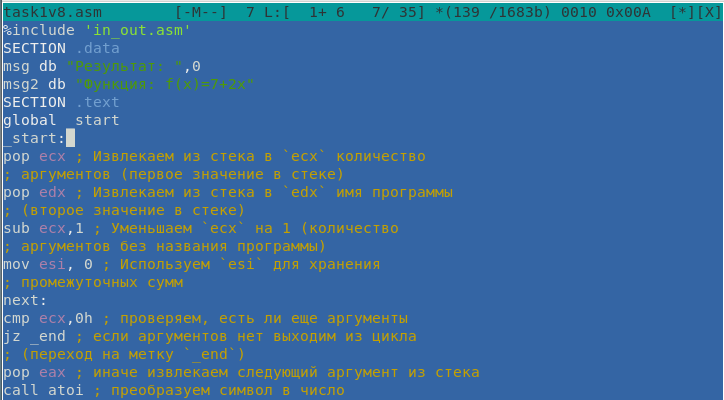 task1v8.asm [-M--] 7 L:[ 1+ 6 7/ 35] *(139 /1683b) 0010 0x00A [*][X]
%include 'in_out.asm'
SECTION .data
msg db "Результат: ",0
msg2 db "Функция: f(x)=7+2x"
SECTION .text
global start
_start:
pop ecx ; Извлекаем из стека в `ecx` количество
; аргументов (первое значение в стеке)
pop edx ; Извлекаем из стека в `edx` имя программы
; (второе значение в стеке)
sub ecx,1 ; Уменьшаем `ecx` на 1 (количество
; аргументов без названия программы)
mov esi, 0 ; Используем `esi` для хранения
; промежуточных сумм
next:
cmp ecx,0h ; проверяем, есть ли еще аргументы
jz _end ; если аргументов нет выходим из цикла
; (переход на метку `_end`)
pop eax ; иначе извлекаем следующий аргумент из стека
call atoi ; преобразуем символ в число